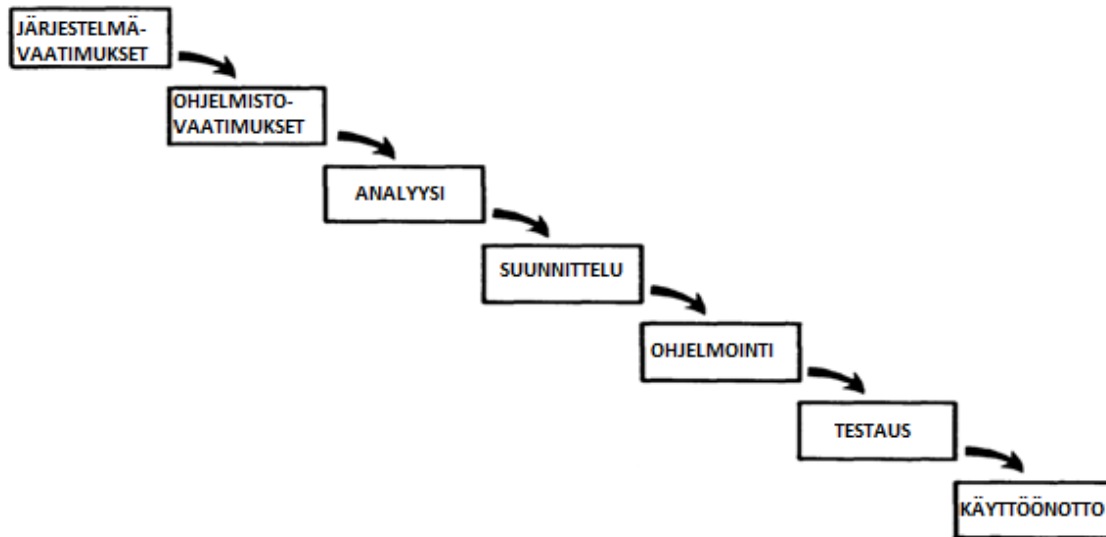 JÄRJESTELMÄ-
VAATIMUKSET
OHJELMISTO-
VAATIMUKSET
ANALYYSI
SUUNNITTELU
OHJELMOINTI
TESTAUS
KÄYTTÖÖNOTTO